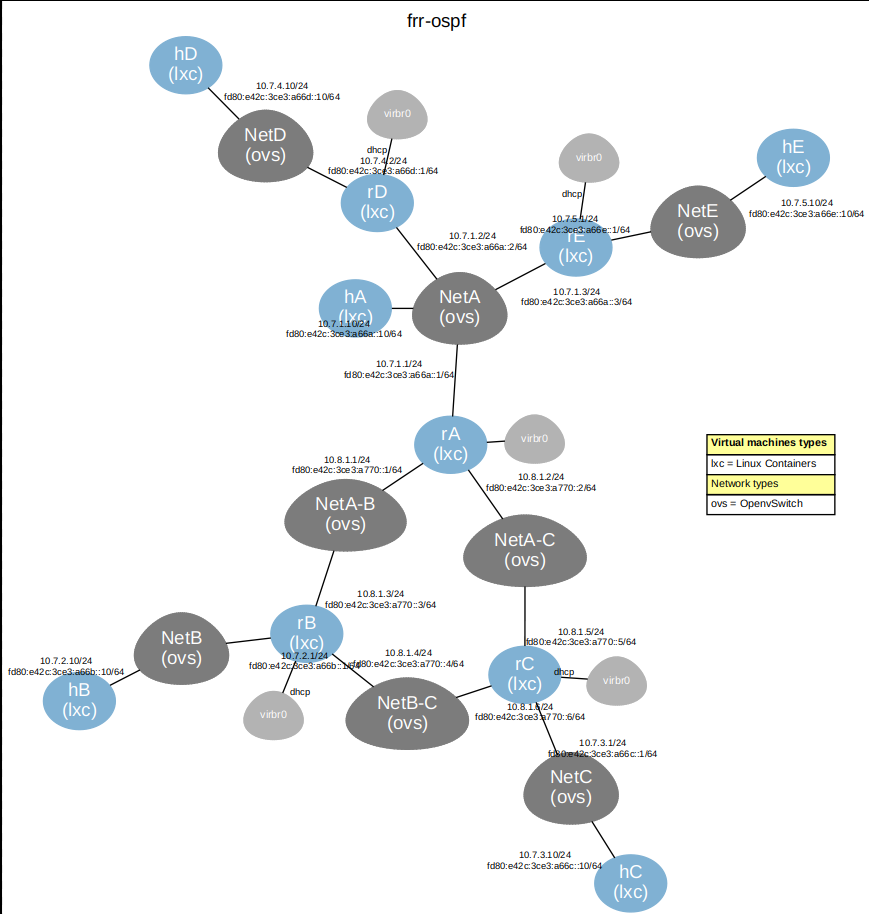 frr-ospf
hD
(lxc)
10.7.4.10/24
fd80:e42c:3ce3:a66d::10/64
NetD
(ovs)
virbr0
dhcp
10.7.4.2/24
fd80:e42c:3ce3:a66d::1/64
rD
(lxc)
virbr0
dhcp
hE
(lxc)
10.7.5.10/24
fd80:e42c:3ce3:a66e::10/64
NetE
(ovs)
10.7.5.1/24
fd80:e42c:3ce3:a66e::1/64
rE
(lxc)
10.7.1.2/24
fd80:e42c:3ce3:a66a::2/64
10.7.1.3/24
fd80:e42c:3ce3:a66a::3/64
NetA
(ovs)
hA
(lxc)
10.7.1.10/24
fd80:e42c:3ce3:a66a::10/64
10.7.1.1/24
fd80:e42c:3ce3:a66a::1/64
rA
(lxc)
virbr0
10.8.1.1/24
fd80:e42c:3ce3:a770::1/64
10.8.1.2/24
fd80:e42c:3ce3:a770::2/64
Virtual machines types
lxc = Linux Containers
Network types
ovs = OpenvSwitch
NetA-B
(ovs)
NetA-C
(ovs)
10.8.1.3/24
fd80:e42c:3ce3:a770::3/64
rB
(lxc)
10.7.2.1/24
fd80:e42c:3ce3:a66b::1/64
10.8.1.4/24
fd80:e42c:3ce3:a770::4/64
NetB
(ovs)
10.7.2.10/24
fd80:e42c:3ce3:a66b::10/64
hB
(lxc)
dhcp
virbr0
NetB-C
(ovs)
10.8.1.5/24
fd80:e42c:3ce3:a770::5/64
rC
(lxc)
dhcp
virbr0
10.8.1.6/24
fd80:e42c:3ce3:a770::6/64
10.7.3.1/24
fd80:e42c:3ce3:a66c::1/64
NetC
(ovs)
10.7.3.10/24
fd80:e42c:3ce3:a66c::10/64
hC
(lxc)